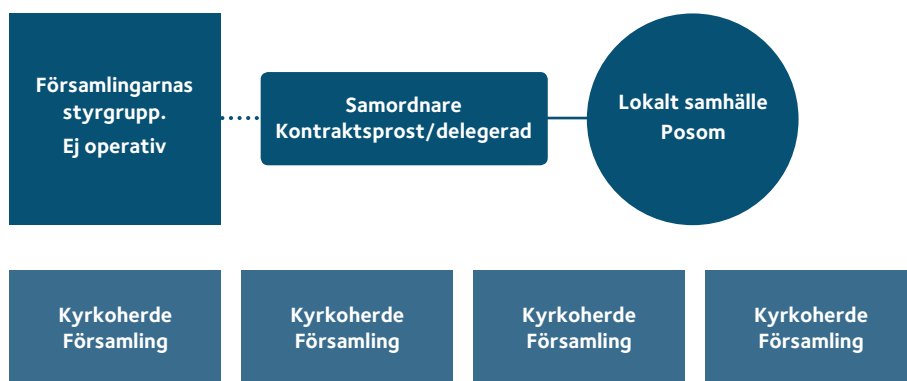 Församlingarnas
styrgrupp.
Ej operativ
Samordnare
Kontraktsprost/delegerad
Lokalt samhälle
Posom
Kyrkoherde
Församling
Kyrkoherde
Församling
Kyrkoherde
Församling
Kyrkoherde
Församling